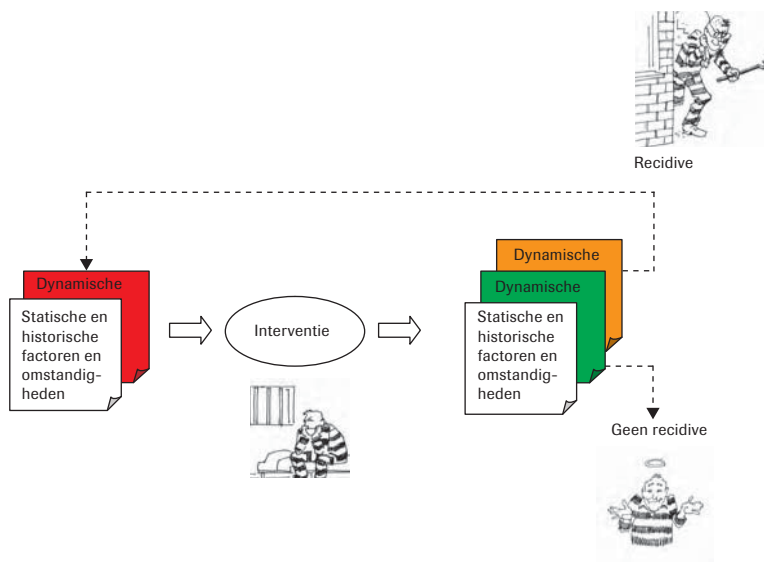 Recidive
Dynamische
Statische en
historische
factoren en
omstandig-
heden
Interventie
Dynamische
Dynamische
Statische en
historische
factoren en
omstandig-
heden
Geen recidive